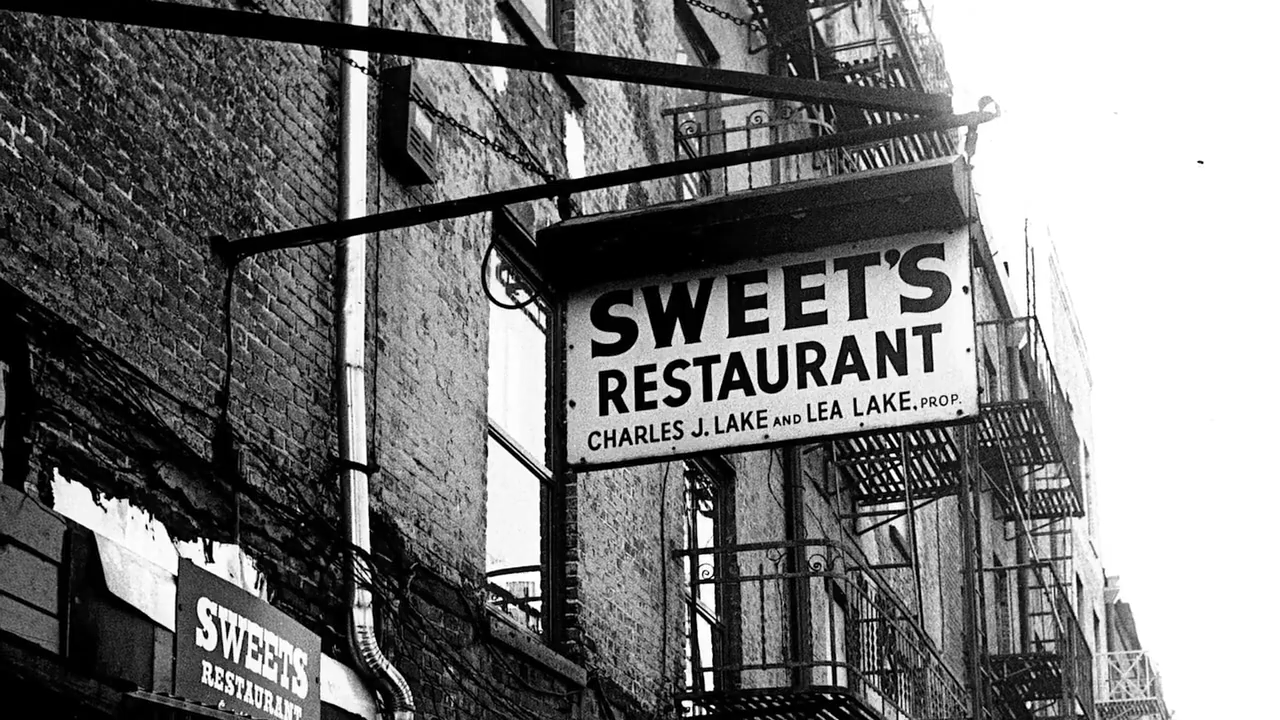 SWEET'S
RESTAURANT
CHARLES J. LAKE AND LEA LAKE, PROP.
SWEETS
RESTAURANT